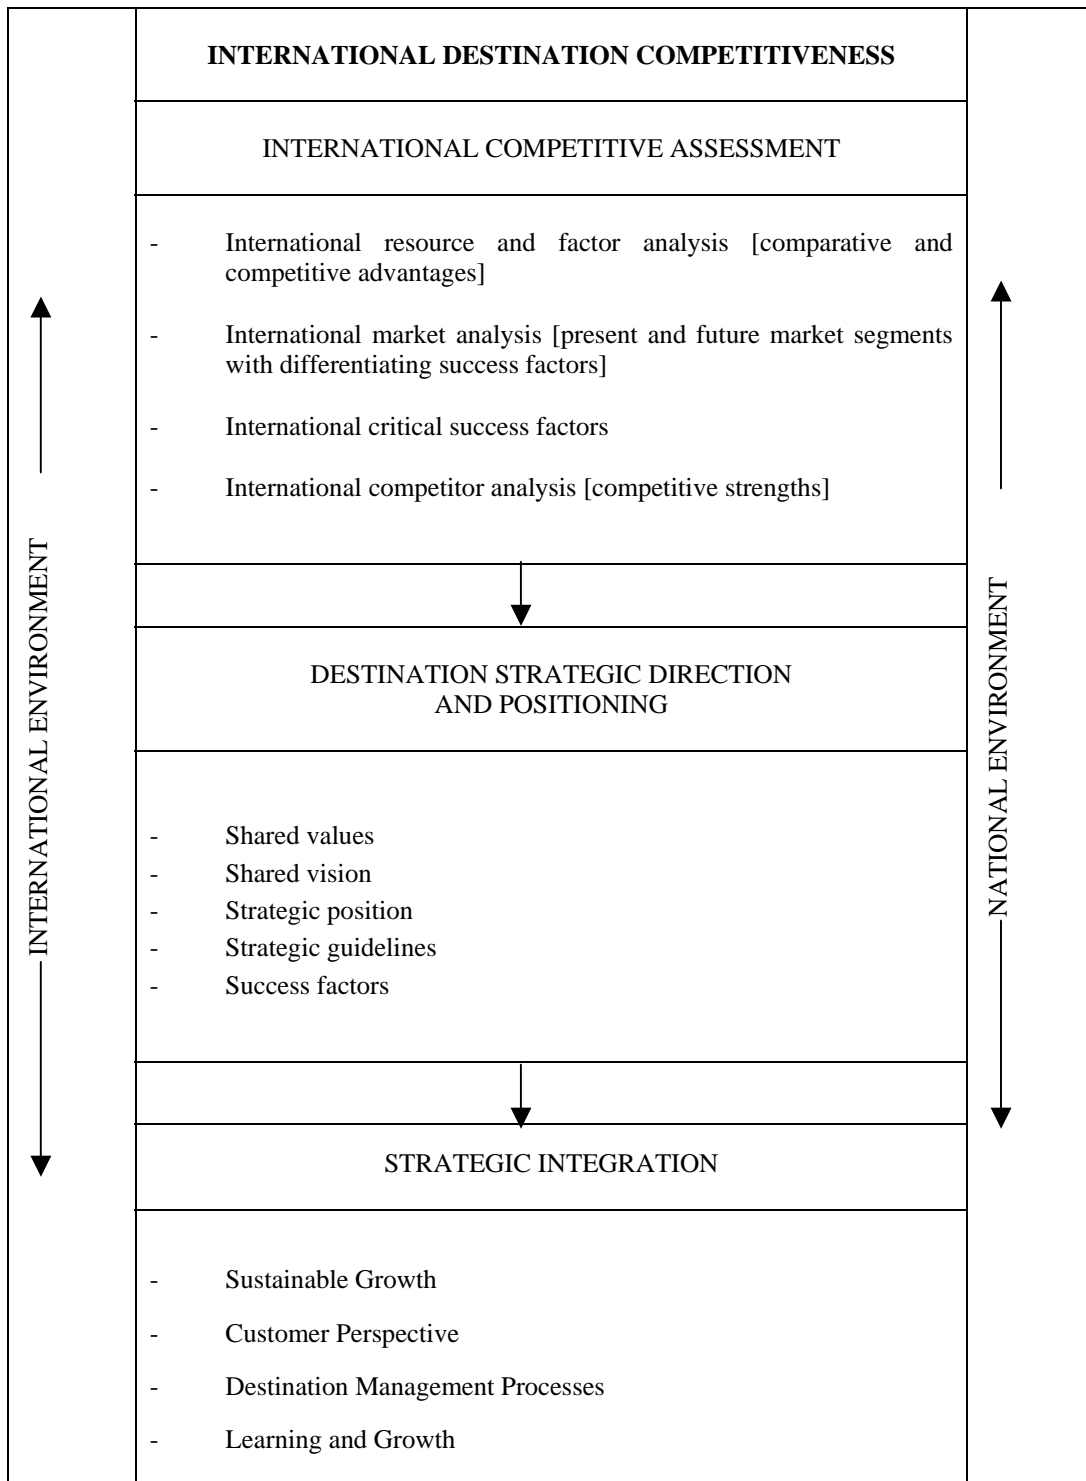 INTERNATIONAL DESTINATION COMPETITIVENESS
INTERNATIONAL COMPETITIVE ASSESSMENT
- International resource and factor analysis [comparative and
competitive advantages]
- International market analysis [present and future market segments
with differentiating success factors]
- International critical success factors
- International competitor analysis [competitive strengths]
INTERNATIONAL ENVIRONMENT
NATIONAL ENVIRONMENT
DESTINATION STRATEGIC DIRECTION
AND POSITIONING
- Shared values
- Shared vision
- Strategic position
- Strategic guidelines
- Success factors
STRATEGIC INTEGRATION
- Sustainable Growth
- Customer Perspective
- Destination Management Processes
- Learning and Growth